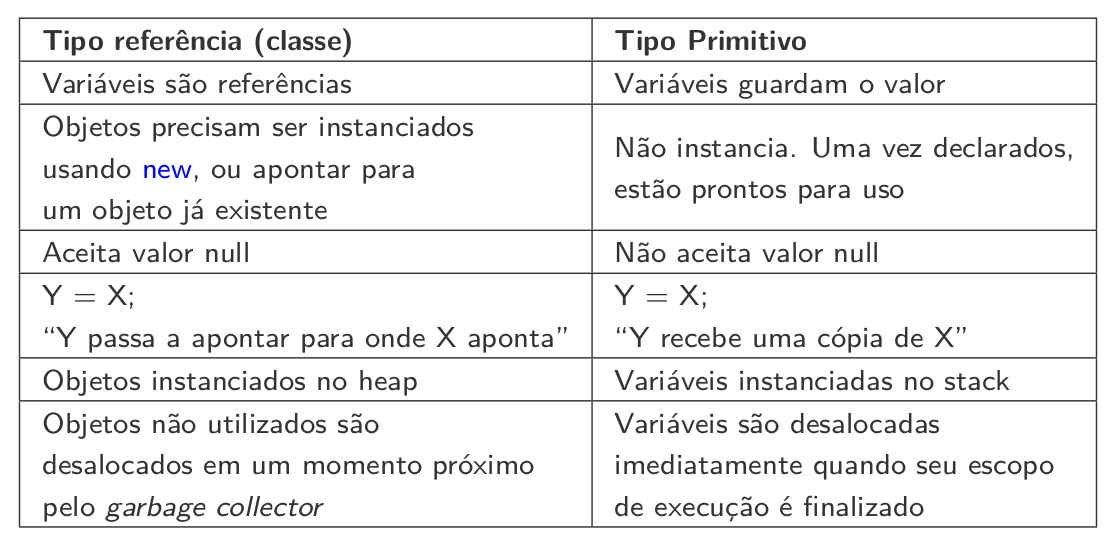 Tipo referência (classe)
Tipo Primitivo
Variáveis são referências
Variáveis guardam o valor
Objetos precisam ser instanciados
usando new, ou apontar para
um objeto já existente
Não instancia. Uma vez declarados,
estão prontos para uso
Aceita valor null
Não aceita valor null
Y = X;
“Y passa a apontar para onde X aponta”
Y = X;
“Y recebe uma cópia de X”
Objetos instanciados no heap
Variáveis instanciadas no stack
Objetos não utilizados são
desalocados em um momento próximo
pelo garbage collector
Variáveis são desalocadas
imediatamente quando seu escopo
de execução é finalizado